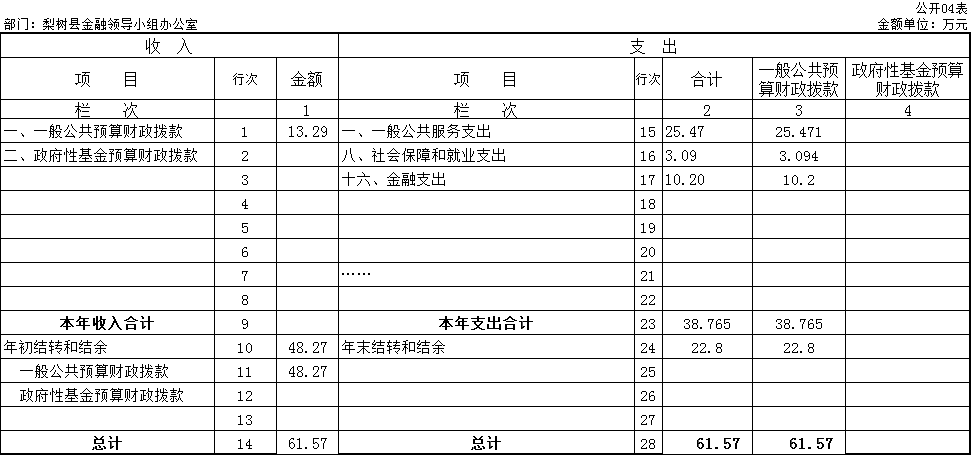 公开04表
部门：梨树县金融领导小组办公室 金额单位：万元
收 入 支 出
项 目 行次 金额 项 目 行次 合计 一般公共预算财政拨款 政府性基金预算财政拨款
栏 次 1 栏 次 2 3 4
一、一般公共预算财政拨款 1 13.29 一、一般公共服务支出 15 25.47 25.471
二、政府性基金预算财政拨款 2 八、社会保障和就业支出 16 3.09 3.094
3 十六、金融支出 17 10.20 10.2
4 18
5 19
6 20
7 …… 21
8 22
本年收入合计 9 本年支出合计 23 38.765 38.765
年初结转和结余 10 48.27 年末结转和结余 24 22.8 22.8
一般公共预算财政拨款 11 48.27 25
政府性基金预算财政拨款 12 26
13 27
总计 14 61.57 总计 28 61.57 61.57